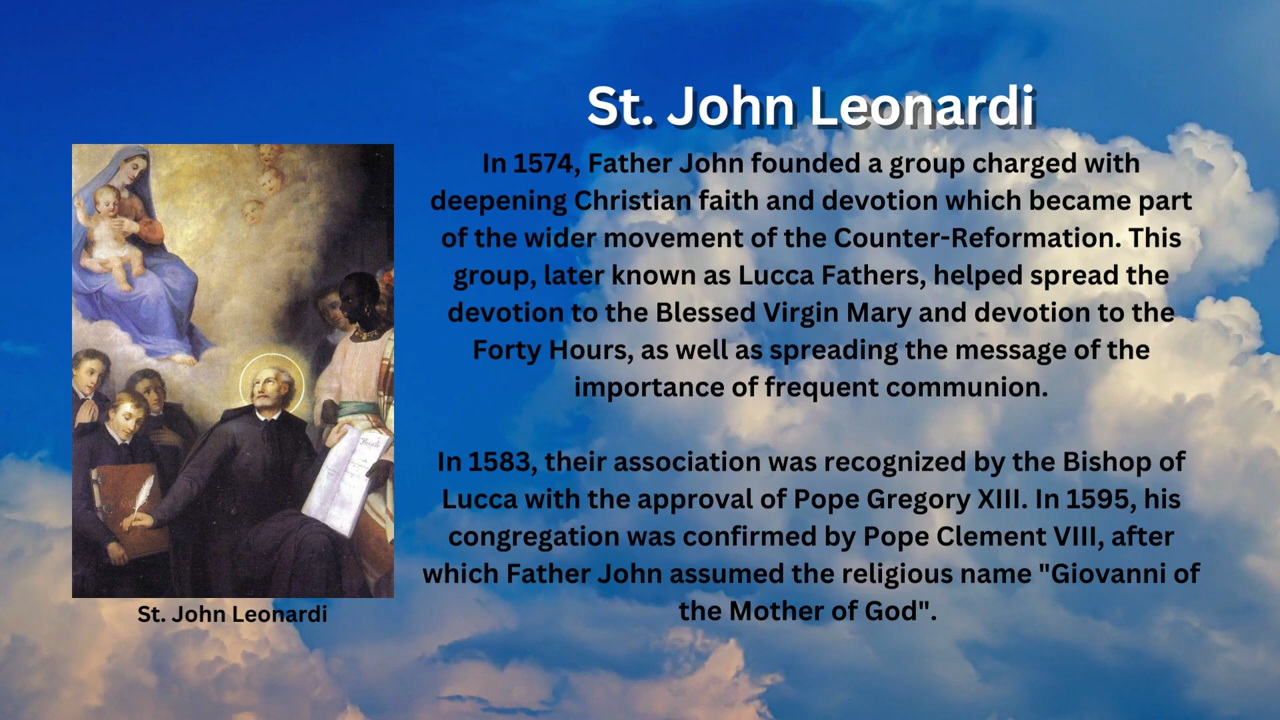 St. John Leonardi
In 1574, Father John founded a group charged with
deepening Christian faith and devotion which became part
of the wider movement of the Counter-Reformation. This
group, later known as Lucca Fathers, helped spread the
devotion to the Blessed Virgin Mary and devotion to the
Forty Hours, as well as spreading the message of the
importance of frequent communion.
In 1583, their association was recognized by the Bishop of
Lucca with the approval of Pope Gregory XIII. In 1595, his
congregation was confirmed by Pope Clement VIII, after
which Father John assumed the religious name "Giovanni of
the Mother of God".
St. John Leonardi